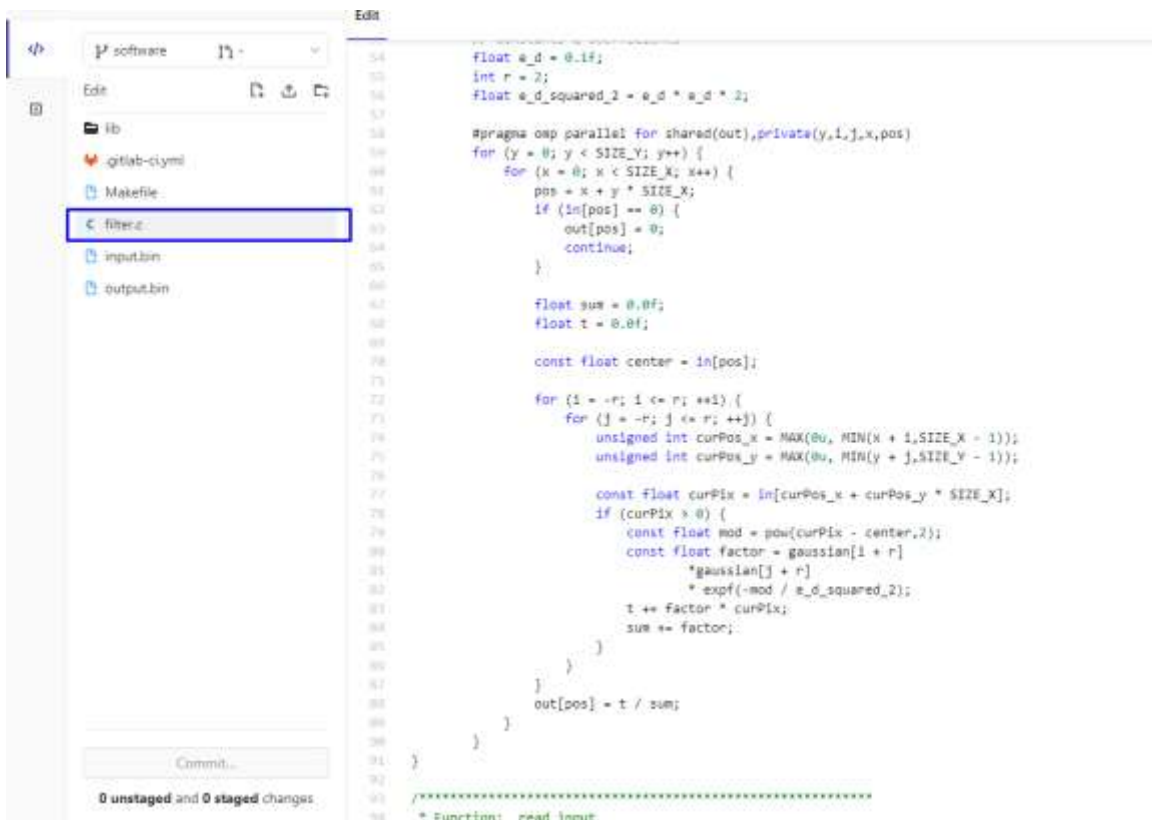 Edit
software
Edit
lib
.gitlab-ci.yml
Makefile
C filter.c
input.bin
output.bin
Commit...
0 unstaged and 0 staged changes
54 float e_d = 0.1f;
55 int r = 2;
56 float e_d_squared_2 = e_d * e_d * 2;
57
58 #pragma omp parallel for shared(out),private(y,i,j,x,pos)
59 for (y = 0; y < SIZE_Y; y++) {
60 for (x = 0; x < SIZE_X; x++) {
61 pos = x + y * SIZE_X;
62 if (in[pos] == 0) {
63 out[pos] = 0;
64 continue;
65 }
66
67 float sum = 0.0f;
68 float t = 0.0f;
69
70 const float center = in[pos];
71
72 for (i = -r; i <= r; ++i) {
73 for (j = -r; j <= r; ++j) {
74 unsigned int curPos_x = MAX(0u, MIN(x + i,SIZE_X - 1));
75 unsigned int curPos_y = MAX(0u, MIN(y + j,SIZE_Y - 1));
76
77 const float curPix = in[curPos_x + curPos_y * SIZE_X];
78 if (curPix > 0) {
79 const float mod = pow(curPix - center,2);
80 const float factor = gaussian[i + r]
81 *gaussian[j + r]
82 * expf(-mod / e_d_squared_2);
83 t += factor * curPix;
84 sum += factor;
85 }
86 }
87 }
88 out[pos] = t / sum;
89 }
90 }
91 }
92
93 /***********************************************************
94 * Function: read_input